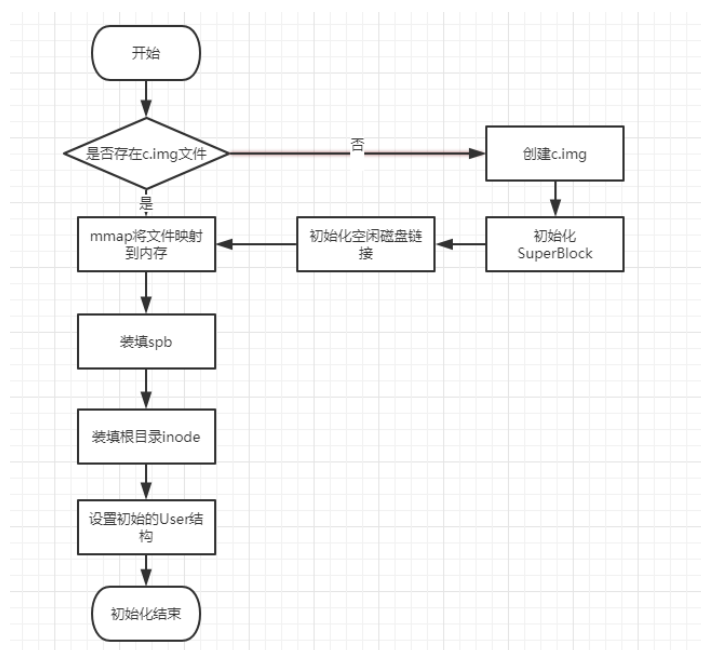 开始
是否存在c.img文件
否
创建c.img
是
mmap将文件映射
到内存
初始化空闲磁盘链
接
初始化
SuperBlock
装填spb
装填根目录inode
设置初始的User结
构
初始化结束